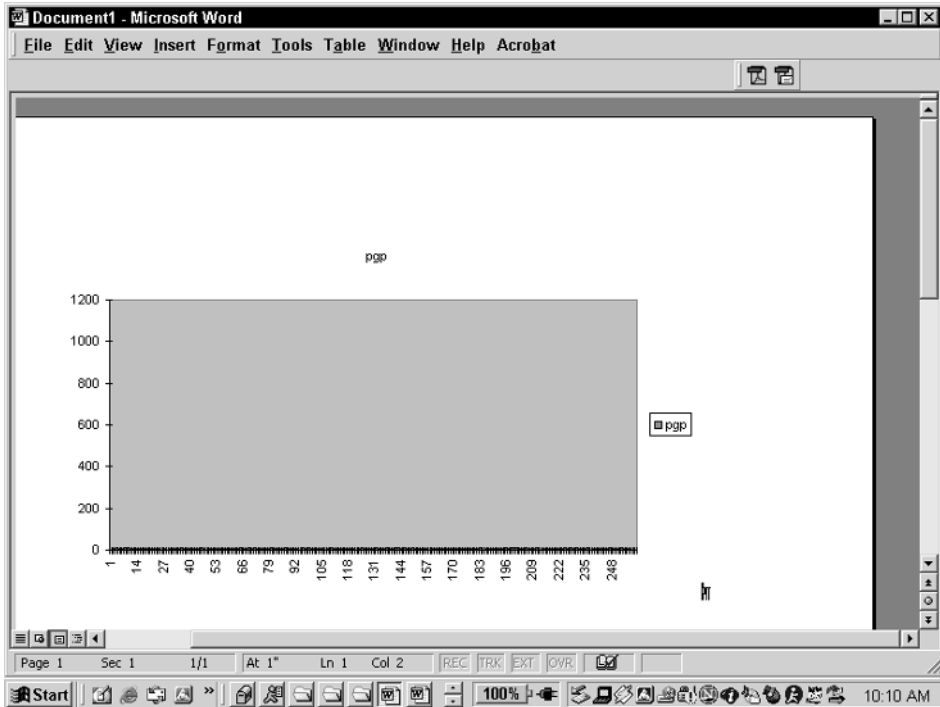 Document1 - Microsoft Word
File Edit View Insert Format Tools Table Window Help Acrobat
pgp
1200
1000
800
600
400
200
0
pgp
1 14 27 40 53 66 79 92 105 118 131 144 157 170 183 196 209 222 235 248
Page 1 Sec 1 1/1 At 1" Ln 1 Col 2 REC TRK EXT OVR
Start » 100% 10:10 AM